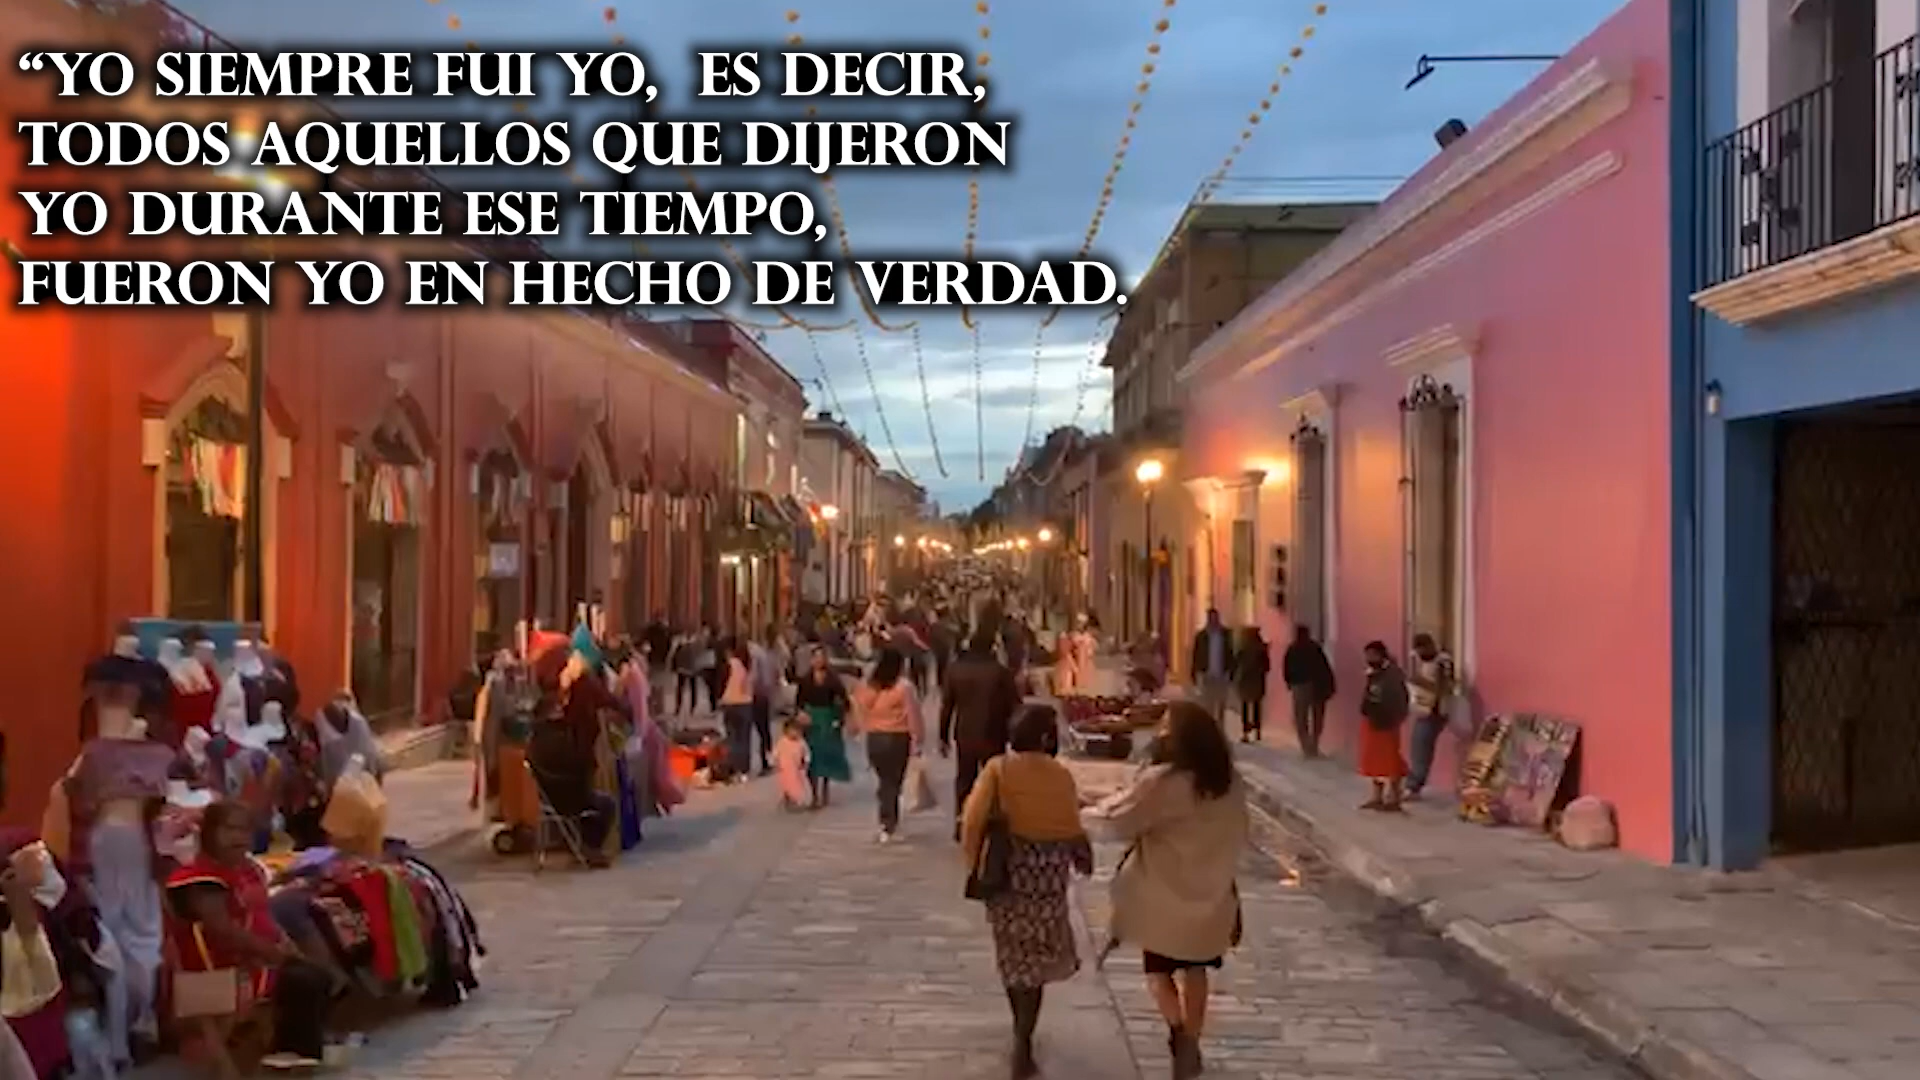 “YO SIEMPRE FUI YO, ES DECIR,
TODOS AQUELLOS QUE DIJERON
YO DURANTE ESE TIEMPO,
FUERON YO EN HECHO DE VERDAD.